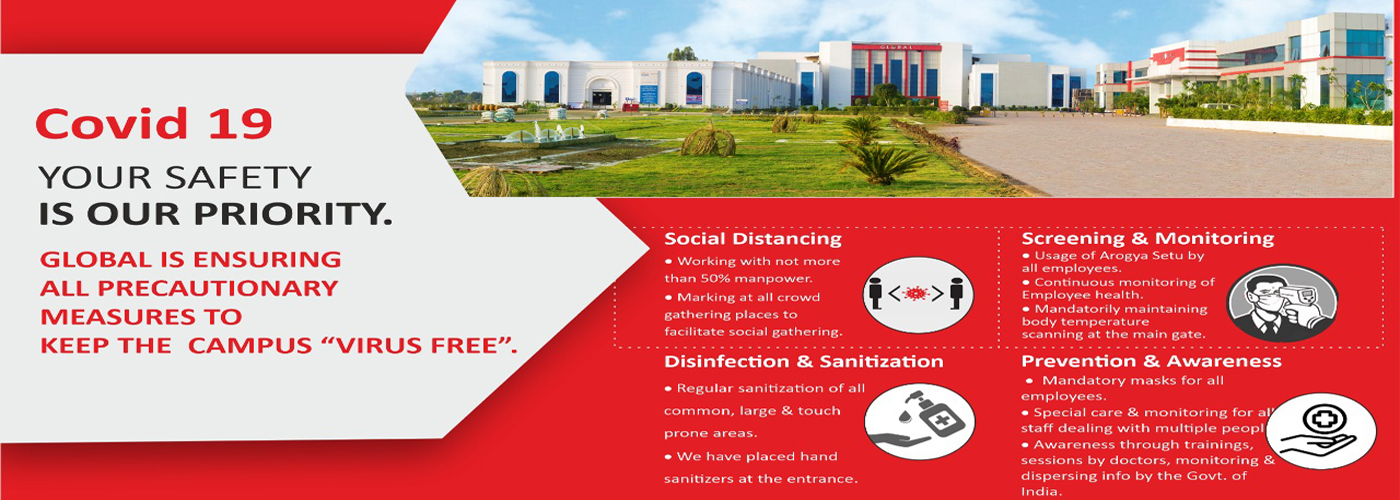 GLOBAL
Covid 19
YOUR SAFETY
IS OUR PRIORITY.
GLOBAL IS ENSURING
ALL PRECAUTIONARY
MEASURES TO
KEEP THE CAMPUS “VIRUS FREE”.
Social Distancing
● Working with not more
than 50% manpower.
● Marking at all crowd
gathering places to
facilitate social gathering.
Screening & Monitoring
● Usage of Arogya Setu by
all employees.
● Continuous monitoring of
Employee health.
● Mandatorily maintaining
body temperature
scanning at the main gate.
Disinfection & Sanitization
● Regular sanitization of all
common, large & touch
prone areas.
● We have placed hand
sanitizers at the entrance.
Prevention & Awareness
● Mandatory masks for all
employees.
● Special care & monitoring for all
staff dealing with multiple peopl
● Awareness through trainings,
sessions by doctors, monitoring &
dispersing info by the Govt. of
India.